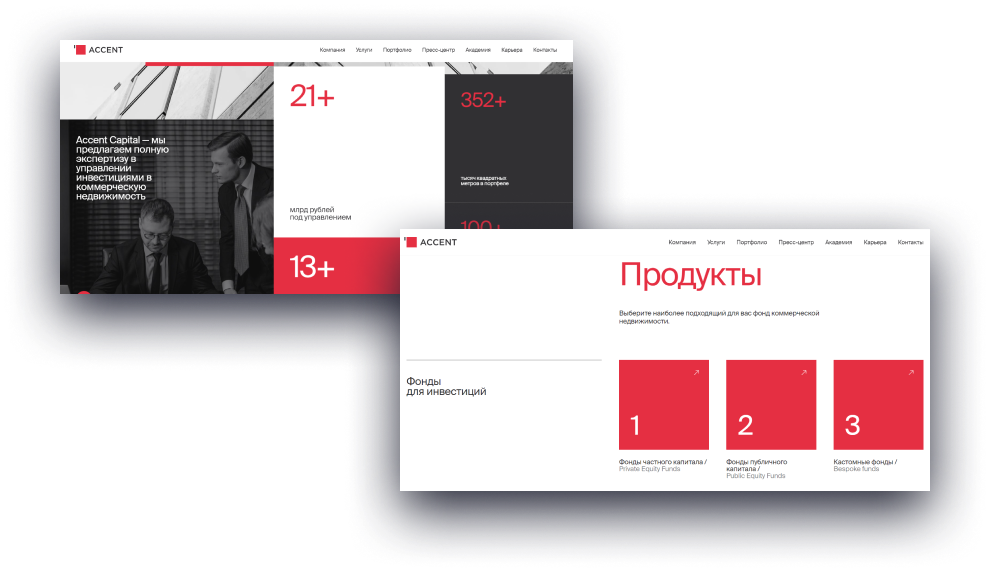 ACCENT
Компания Услуги Портфолио Пресс-центр Академия Карьера Контакты
Accent Capital — мы
предлагаем полную
экспертизу в
управлении
инвестициями в
коммерческую
недвижимость
21+
млрд рублей
под управлением
13+
352+
тысяч квадратных
метров в портфеле
100+
ACCENT
Компания Услуги Портфолио Пресс-центр Академия Карьера Контакты
Продукты
Выберите наиболее подходящий для вас фонд коммерческой
недвижимости.
Фонды
для инвестиций
1
Фонды частного капитала /
Private Equity Funds
2
Фонды публичного
капитала /
Public Equity Funds
3
Кастомные фонды /
Bespoke funds